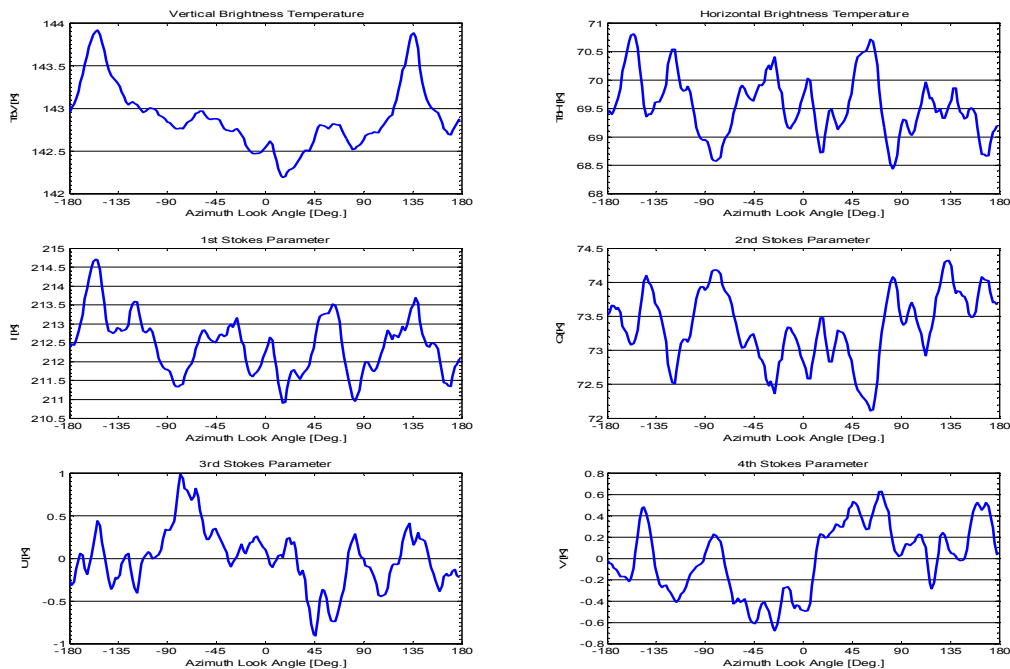 Vertical Brightness Temperature
144
143.5
143
142.5
142
TBV[K]
-180 -135 -90 -45 0 45 90 135 180
Azimuth Look Angle [Deg.]
Horizontal Brightness Temperature
71
70.5
70
69.5
69
68.5
68
TBH[K]
-180 -135 -90 -45 0 45 90 135 180
Azimuth Look Angle [Deg.]
1st Stokes Parameter
215
214.5
214
213.5
213
212.5
212
211.5
211
210.5
I[K]
-180 -135 -90 -45 0 45 90 135 180
Azimuth Look Angle [Deg.]
2nd Stokes Parameter
74.5
74
73.5
73
72.5
72
Q[K]
-180 -135 -90 -45 0 45 90 135 180
Azimuth Look Angle [Deg.]
3rd Stokes Parameter
1
0.5
0
-0.5
-1
U[K]
-180 -135 -90 -45 0 45 90 135 180
Azimuth Look Angle [Deg.]
4th Stokes Parameter
0.8
0.6
0.4
0.2
0
-0.2
-0.4
-0.6
-0.8
V[K]
-180 -135 -90 -45 0 45 90 135 180
Azimuth Look Angle [Deg.]